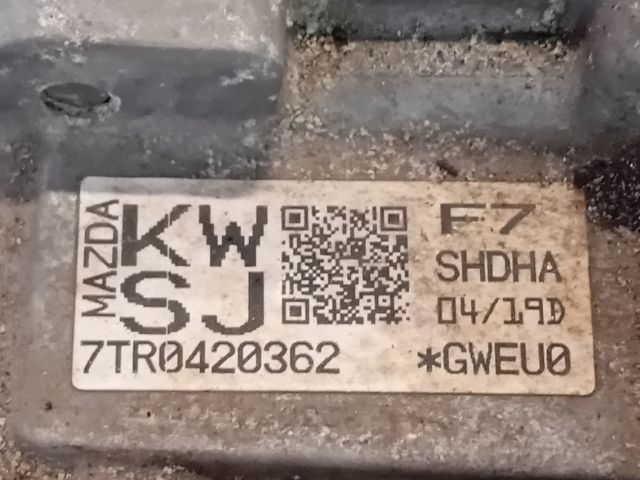 MAZDA
KW
SJ
F7
SHDHA
04/19D
7TR0420362
*GWEU0